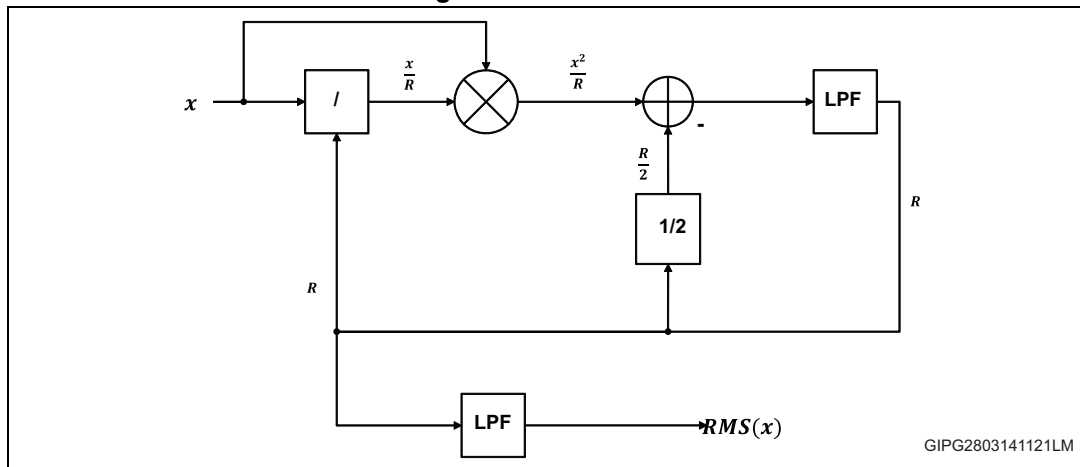 x
/
x/R
x²/R
-
LPF
R/2
1/2
R
R
LPF
RMS(x)
GIPG2803141121LM